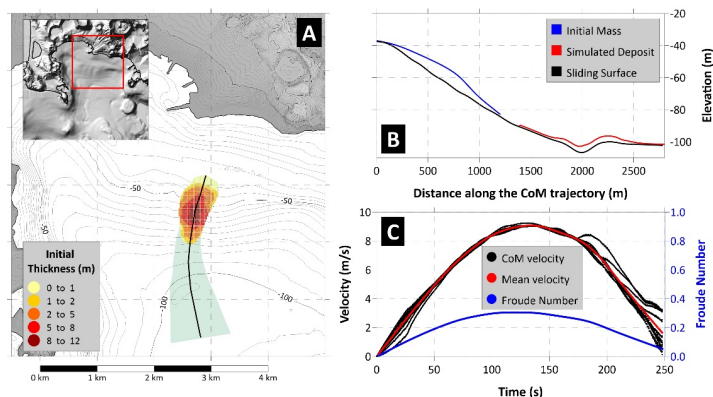 A
-50
-50
-50
-100
-100
Initial
Thickness (m)
0 to 1
1 to 2
2 to 5
5 to 8
8 to 12
0 km
1 km
2 km
3 km
4 km
Initial Mass
Simulated Deposit
Sliding Surface
B
-20
-40
-60
-80
-100
Elevation (m)
0
500
1000
1500
2000
2500
Distance along the CoM trajectory (m)
C
10
8
6
4
2
0
Velocity (m/s)
CoM velocity
Mean velocity
Froude Number
1.0
0.8
0.6
0.4
0.2
0.0
Froude Number
0
50
100
150
200
250
Time (s)